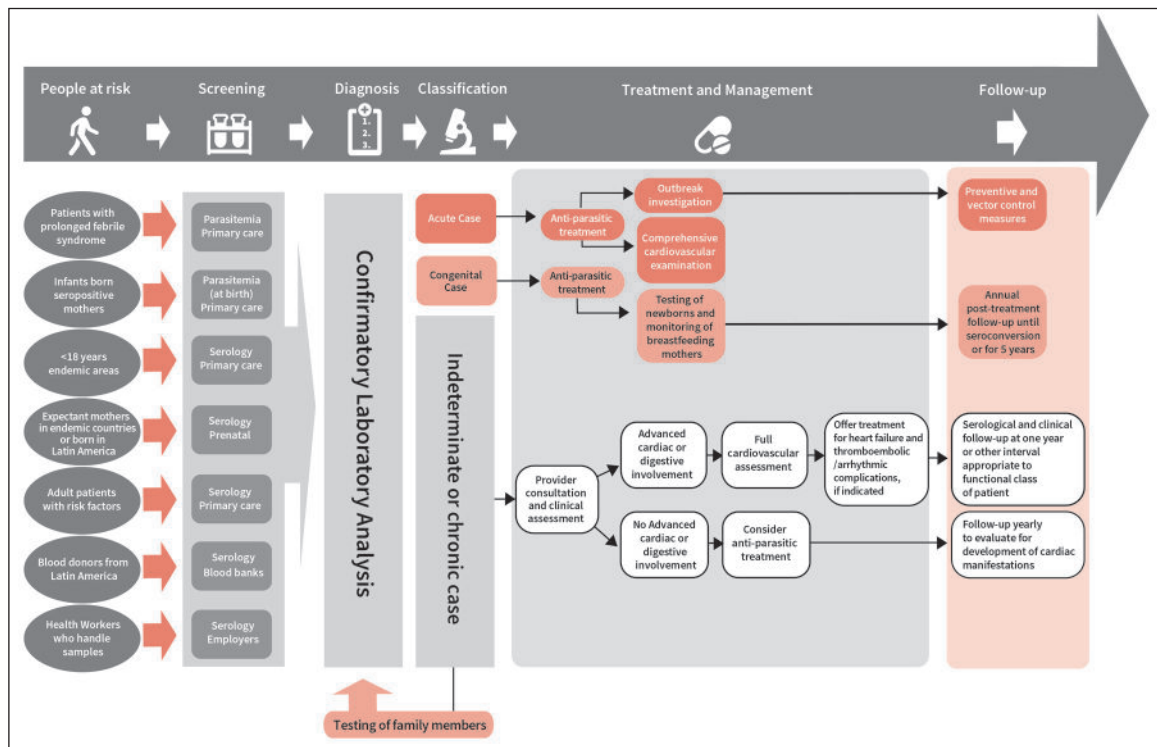 People at risk
Screening
Diagnosis
Classification
Treatment and Management
Follow-up
1.
2.
3.
Patients with
prolonged febrile
syndrome
Parasitemia
Primary care
Infants born
seropositive
mothers
Parasitemia
(at birth)
Primary care
<18 years
endemic areas
Serology
Primary care
Expectant mothers
in endemic countries
or born in
Latin America
Serology
Prenatal
Adult patients
with risk factors
Serology
Primary care
Blood donors from
Latin America
Serology
Blood banks
Health Workers
who handle
samples
Serology
Employers
Confirmatory Laboratory Analysis
Acute Case
Congenital
Case
Indeterminate or chronic case
Testing of family members
Anti-parasitic
treatment
Outbreak
investigation
Comprehensive
cardiovascular
examination
Preventive and
vector control
measures
Anti-parasitic
treatment
Testing of
newborns and
monitoring of
breastfeeding
mothers
Annual
post-treatment
follow-up until
seroconversion
or for 5 years
Provider
consultation
and clinical
assessment
Advanced
cardiac or
digestive
involvement
Full
cardiovascular
assessment
Offer treatment
for heart failure and
thromboembolic
/arrhythmic
complications,
if indicated
Serological and clinical
follow-up at one year
or other interval
appropriate to
functional class
of patient
No Advanced
cardiac or
digestive
involvement
Consider
anti-parasitic
treatment
Follow-up yearly
to evaluate for
development of cardiac
manifestations